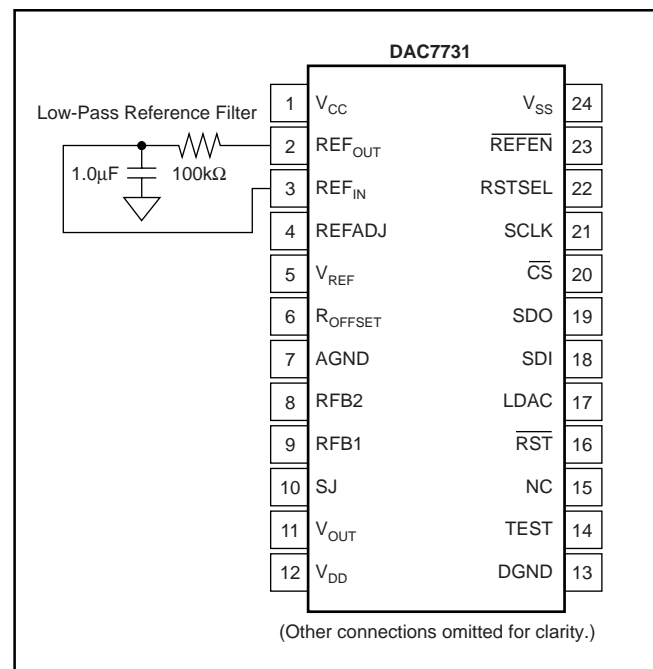 DAC7731
Low-Pass Reference Filter
1.0µF
100kΩ
1 V_CC
2 REF_OUT
3 REF_IN
4 REFADJ
5 V_REF
6 R_OFFSET
7 AGND
8 RFB2
9 RFB1
10 SJ
11 V_OUT
12 V_DD
V_SS 24
R̅E̅F̅E̅N̅ 23
RSTSEL 22
SCLK 21
C̅S̅ 20
SDO 19
SDI 18
LDAC 17
R̅S̅T̅ 16
NC 15
TEST 14
DGND 13
(Other connections omitted for clarity.)